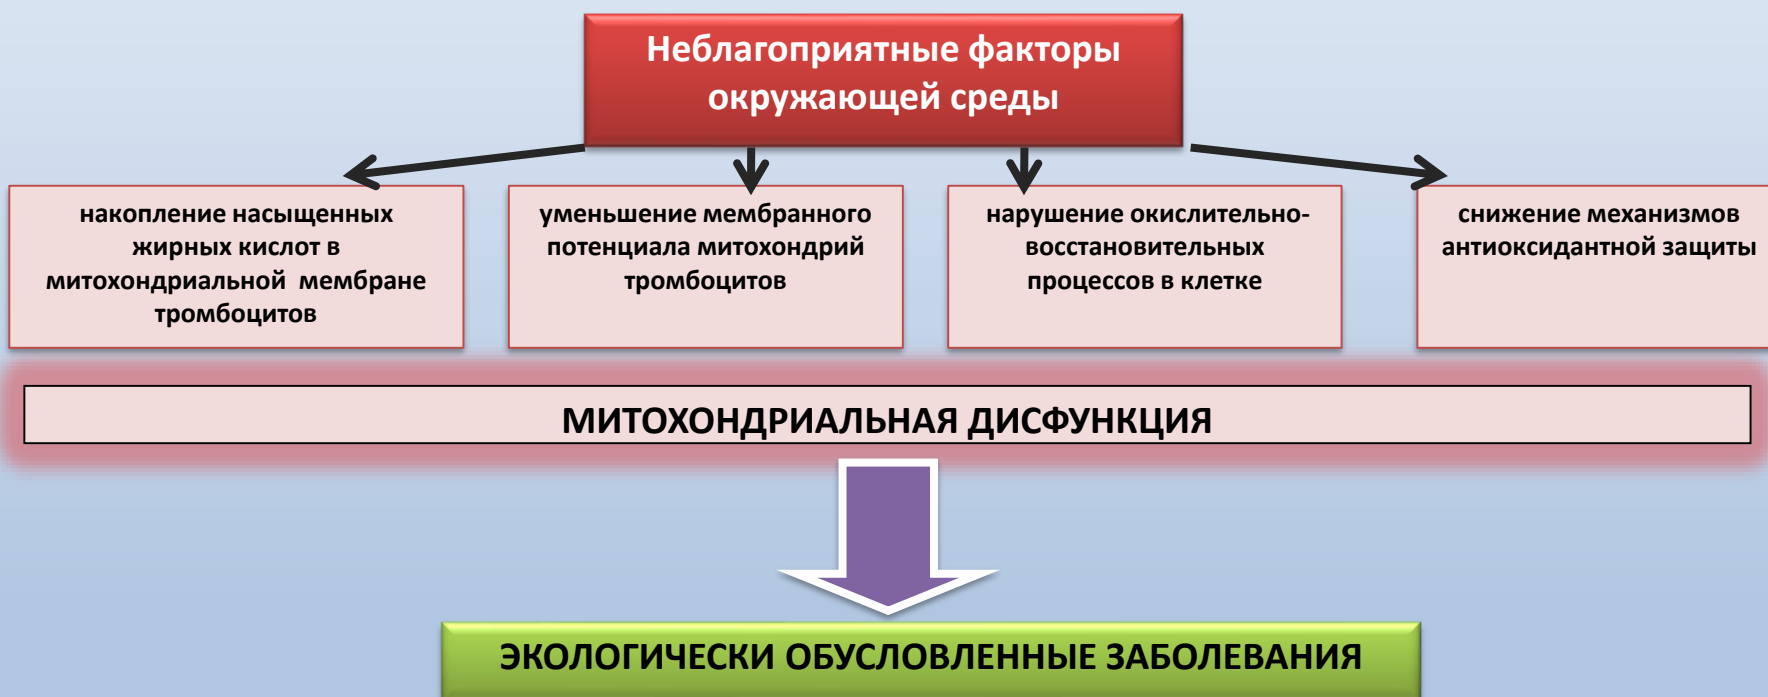 Неблагоприятные факторы
окружающей среды
накопление насыщенных
жирных кислот в
митохондриальной мембране
тромбоцитов
уменьшение мембранного
потенциала митохондрий
тромбоцитов
нарушение окислительно-
восстановительных
процессов в клетке
снижение механизмов
антиоксидантной защиты
МИТОХОНДРИАЛЬНАЯ ДИСФУНКЦИЯ
ЭКОЛОГИЧЕСКИ ОБУСЛОВЛЕННЫЕ ЗАБОЛЕВАНИЯ